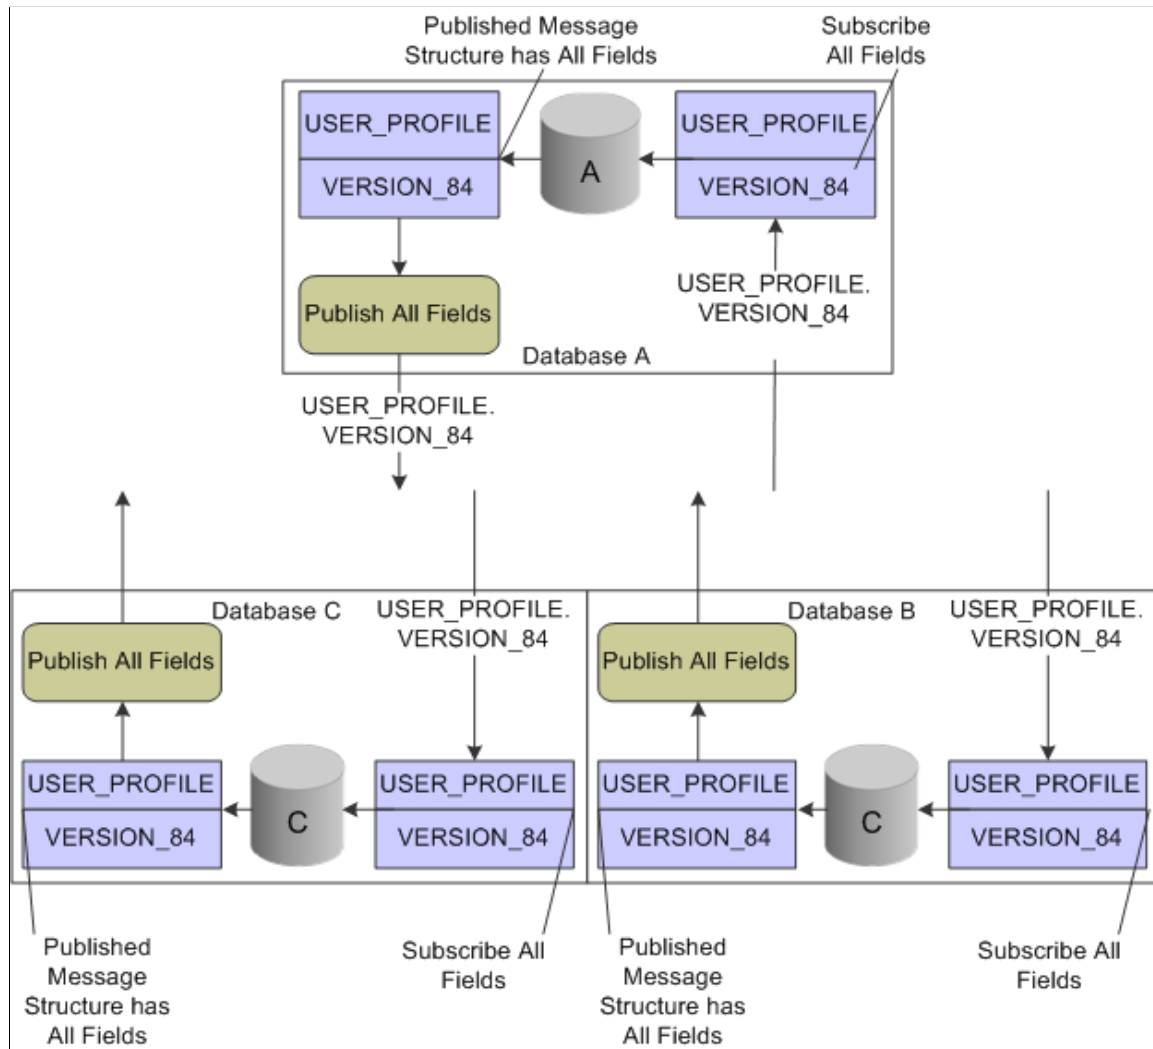 Published Message
Structure has All Fields
Subscribe
All Fields
USER_PROFILE
VERSION_84
A
USER_PROFILE
VERSION_84
Publish All Fields
USER_PROFILE.
VERSION_84
Database A
USER_PROFILE.
VERSION_84
Database C
USER_PROFILE.
VERSION_84
Publish All Fields
USER_PROFILE
VERSION_84
C
USER_PROFILE
VERSION_84
Published
Message
Structure has
All Fields
Subscribe All
Fields
Database B
USER_PROFILE.
VERSION_84
Publish All Fields
USER_PROFILE
VERSION_84
C
USER_PROFILE
VERSION_84
Published
Message
Structure has
All Fields
Subscribe All
Fields